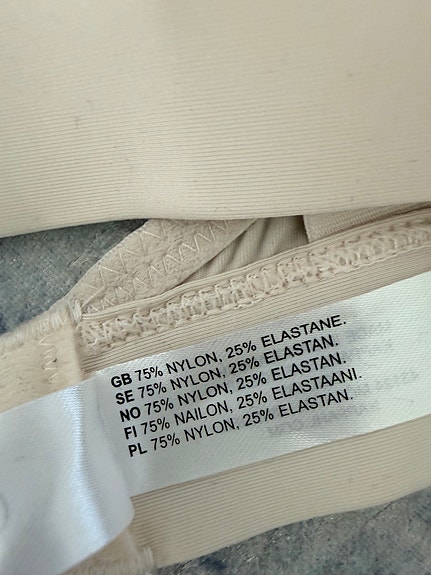 GB 75% NYLON, 25% ELASTANE.
SE 75% NYLON, 25% ELASTAN.
NO 75% NYLON, 25% ELASTAN.
FI 75% NAILON, 25% ELASTAANI.
PL 75% NYLON, 25% ELASTAN.